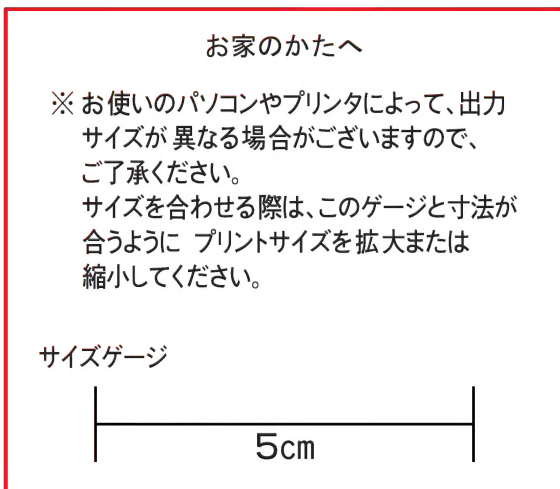 お家のかたへ
※ お使いのパソコンやプリンタによって、出力
サイズが 異なる場合がございますので、
ご了承ください。
サイズを合わせる際は、このゲージと寸法が
合うように プリントサイズを拡大または
縮小してください。
サイズゲージ
5cm